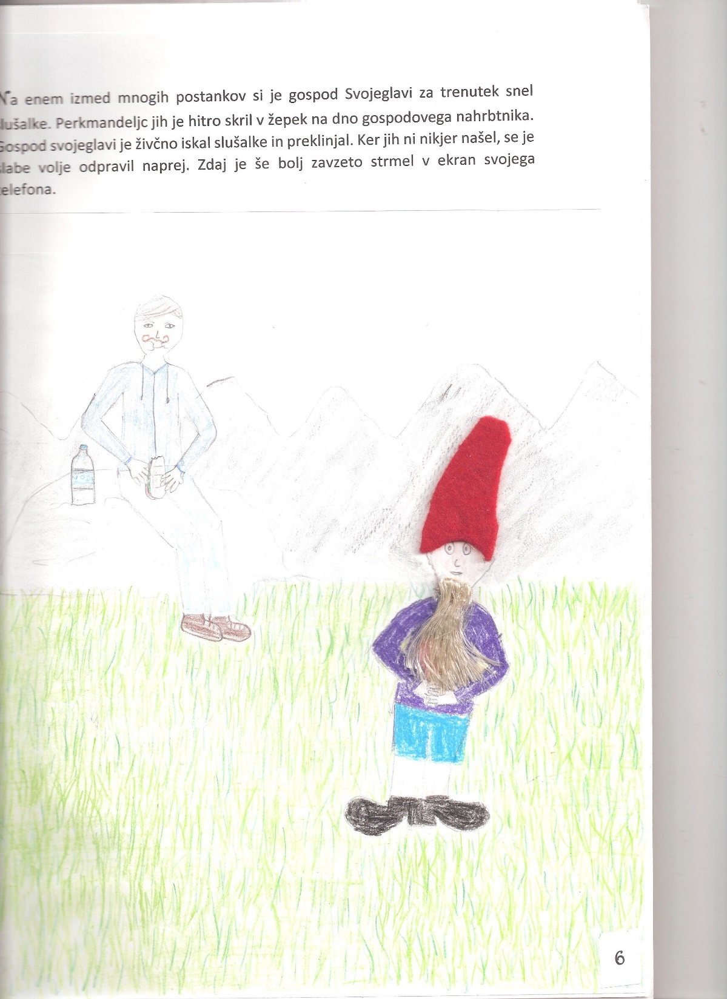 Na enem izmed mnogih postankov si je gospod Svojeglavi za trenutek snel
slušalke. Perkmandeljc jih je hitro skril v žepek na dno gospodovega nahrbtnika.
Gospod svojeglavi je živčno iskal slušalke in preklinjal. Ker jih ni nikjer našel, se je
slabe volje odpravil naprej. Zdaj je še bolj zavzeto strmel v ekran svojega
telefona.
6